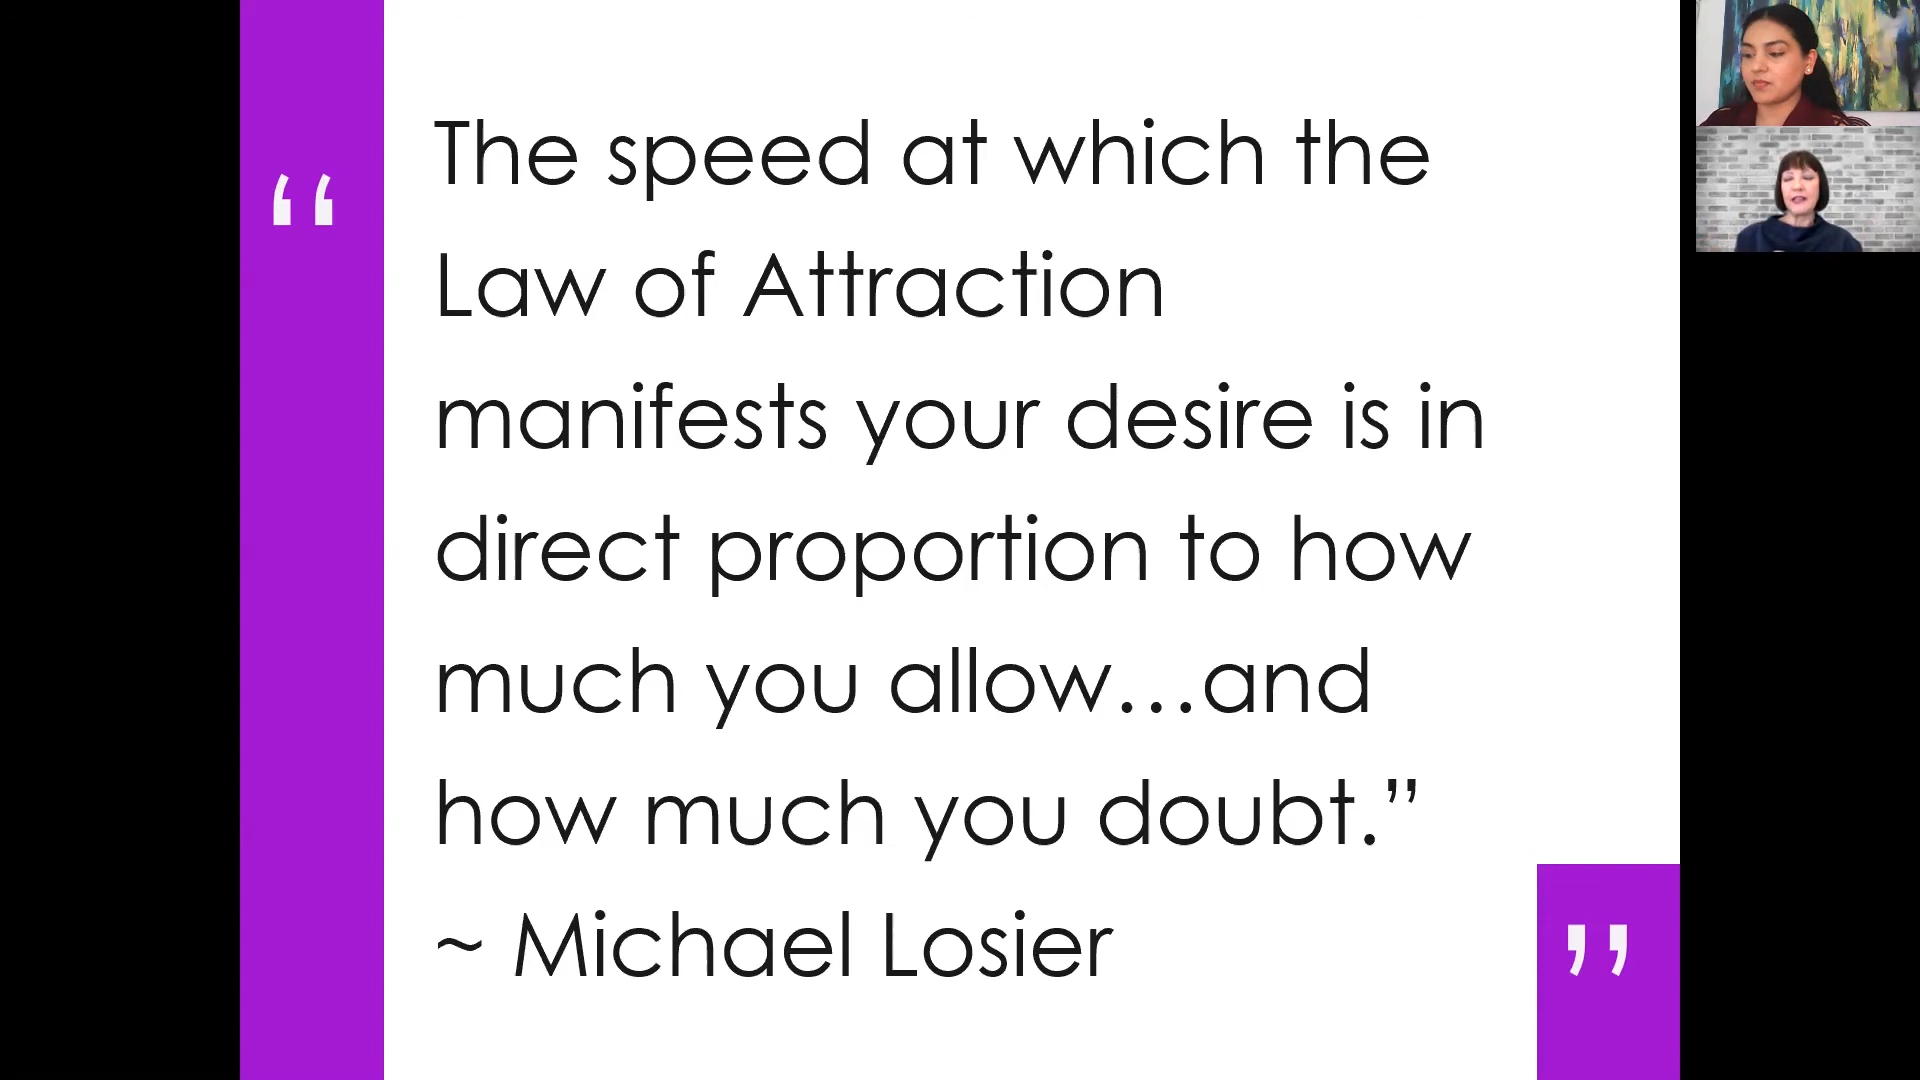 “
The speed at which the
Law of Attraction
manifests your desire is in
direct proportion to how
much you allow…and
how much you doubt.”
~ Michael Losier
”